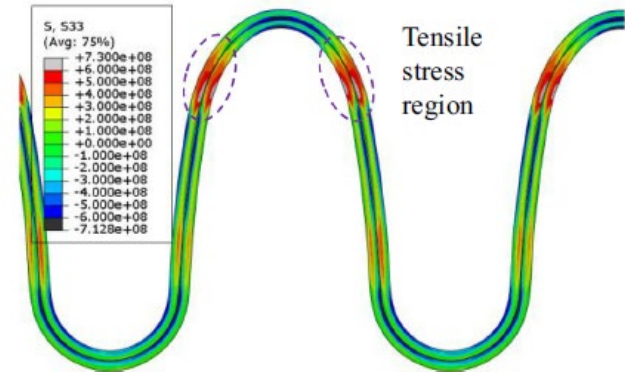 S, S33
(Avg: 75%)
+7.300e+08
+6.000e+08
+5.000e+08
+4.000e+08
+3.000e+08
+2.000e+08
+1.000e+08
+0.000e+00
-1.000e+08
-2.000e+08
-3.000e+08
-4.000e+08
-5.000e+08
-6.000e+08
-7.128e+08
Tensile
stress
region